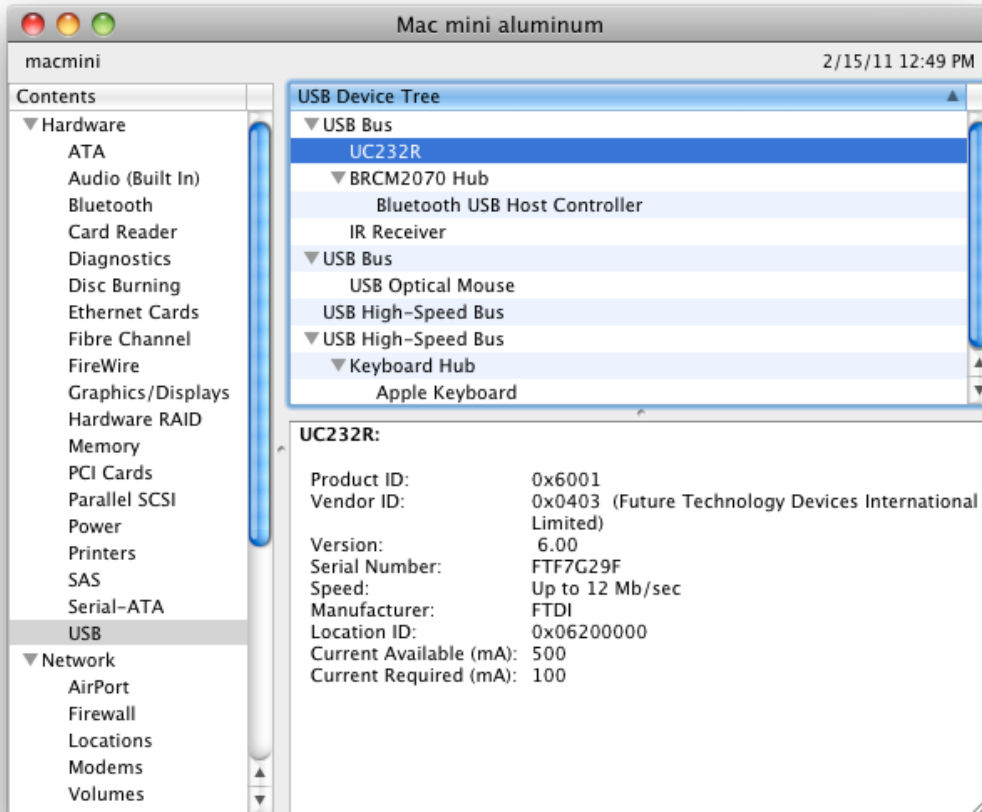 Mac mini aluminum
macmini
2/15/11 12:49 PM
Contents
Hardware
ATA
Audio (Built In)
Bluetooth
Card Reader
Diagnostics
Disc Burning
Ethernet Cards
Fibre Channel
FireWire
Graphics/Displays
Hardware RAID
Memory
PCI Cards
Parallel SCSI
Power
Printers
SAS
Serial-ATA
USB
Network
AirPort
Firewall
Locations
Modems
Volumes
USB Device Tree
USB Bus
UC232R
BRCM2070 Hub
Bluetooth USB Host Controller
IR Receiver
USB Bus
USB Optical Mouse
USB High-Speed Bus
USB High-Speed Bus
Keyboard Hub
Apple Keyboard
UC232R:
Product ID: 0x6001
Vendor ID: 0x0403 (Future Technology Devices International
Limited)
Version: 6.00
Serial Number: FTF7G29F
Speed: Up to 12 Mb/sec
Manufacturer: FTDI
Location ID: 0x06200000
Current Available (mA): 500
Current Required (mA): 100